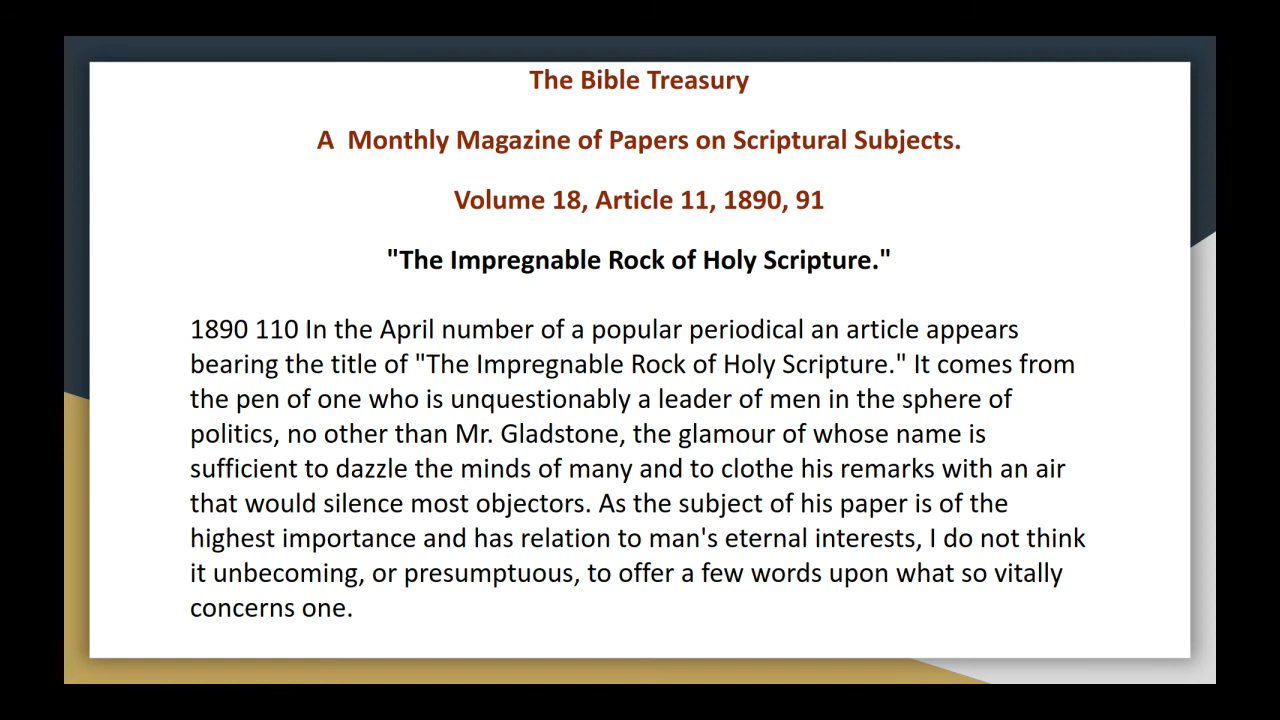 The Bible Treasury
A  Monthly Magazine of Papers on Scriptural Subjects.
Volume 18, Article 11, 1890, 91
"The Impregnable Rock of Holy Scripture."
1890 110 In the April number of a popular periodical an article appears
bearing the title of "The Impregnable Rock of Holy Scripture." It comes from
the pen of one who is unquestionably a leader of men in the sphere of
politics, no other than Mr. Gladstone, the glamour of whose name is
sufficient to dazzle the minds of many and to clothe his remarks with an air
that would silence most objectors. As the subject of his paper is of the
highest importance and has relation to man's eternal interests, I do not think
it unbecoming, or presumptuous, to offer a few words upon what so vitally
concerns one.